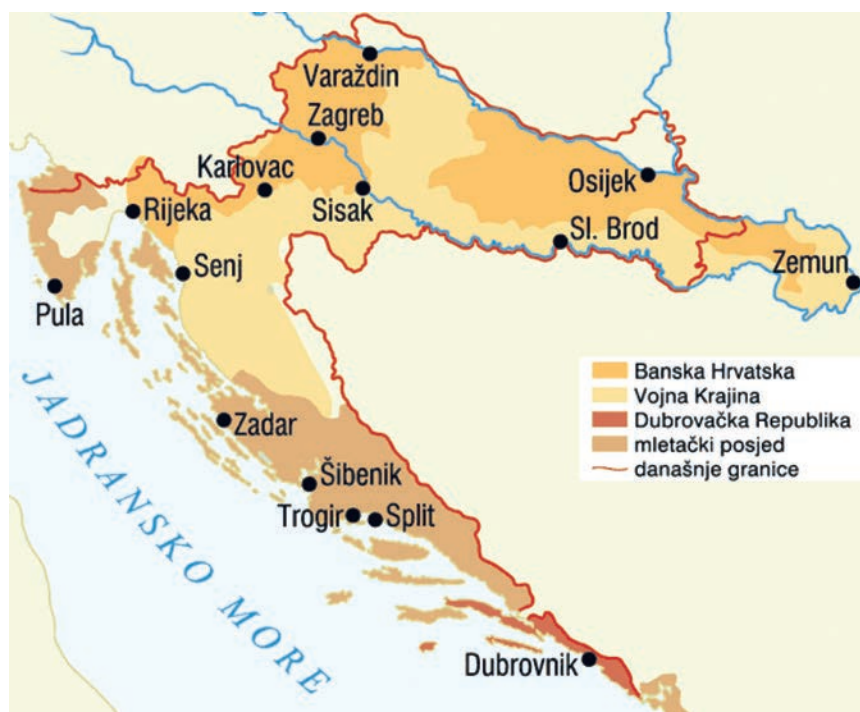 Varaždin
Zagreb
Karlovac
Rijeka
Sisak
Osijek
Sl. Brod
Senj
Zemun
Pula
JADRANSKO MORE
Zadar
Šibenik
Trogir
Split
Dubrovnik
Banska Hrvatska
Vojna Krajina
Dubrovačka Republika
mletački posjed
današnje granice